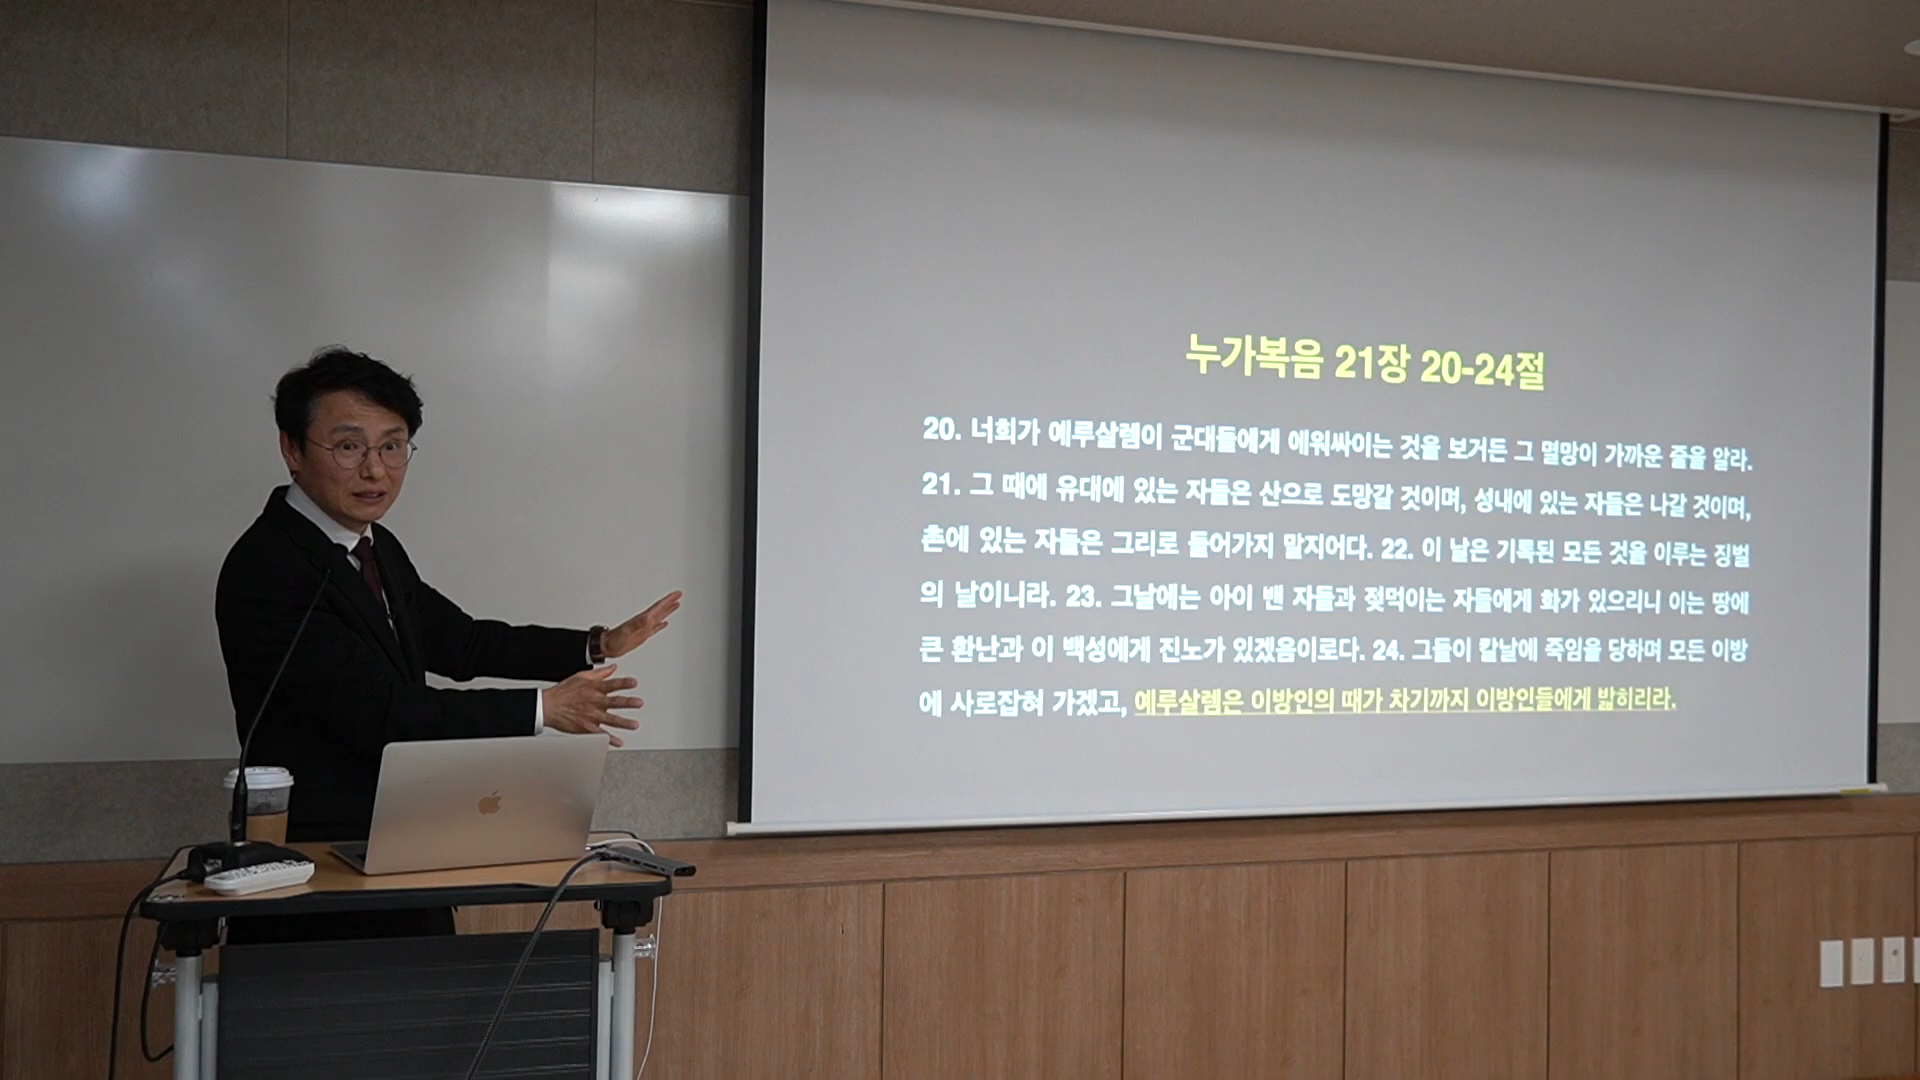 누가복음 21장 20-24절
20. 너희가 예루살렘이 군대들에게 에워싸이는 것을 보거든 그 멸망이 가까운 줄을 알라.
21. 그 때에 유대에 있는 자들은 산으로 도망갈 것이며, 성내에 있는 자들은 나갈 것이며,
촌에 있는 자들은 그리로 들어가지 말지어다. 22. 이 날은 기록된 모든 것을 이루는 징벌
의 날이니라. 23. 그날에는 아이 밴 자들과 젖먹이는 자들에게 화가 있으리니 이는 땅에
큰 환난과 이 백성에게 진노가 있겠음이로다. 24. 그들이 칼날에 죽임을 당하며 모든 이방
에 사로잡혀 가겠고, 예루살렘은 이방인의 때가 차기까지 이방인들에게 밟히리라.